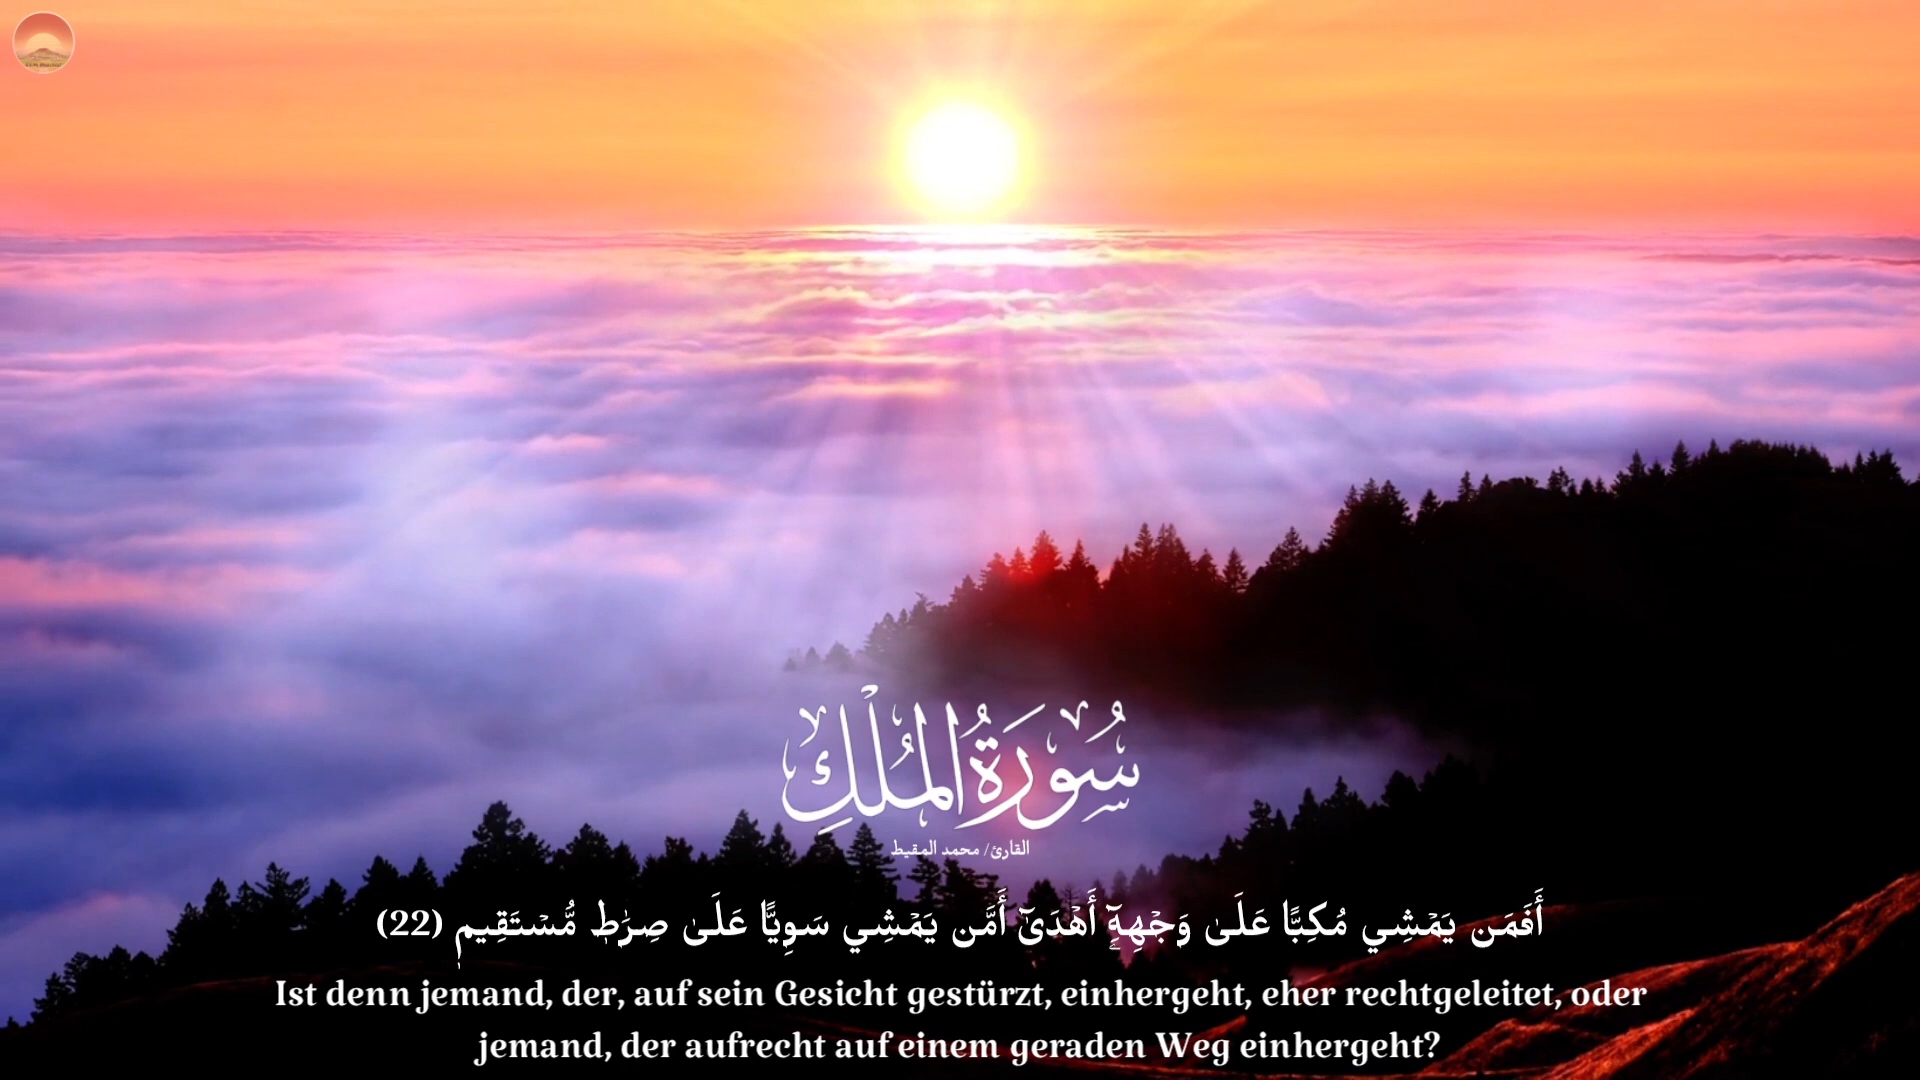 سُورَةُ المُلْكِ
القارئ/ محمد المقيط
أَفَمَن يَمۡشِي مُكِبًّا عَلَىٰ وَجۡهِهِۦٓ أَهۡدَىٰٓ أَمَّن يَمۡشِي سَوِيًّا عَلَىٰ صِرَٰطٖ مُّسۡتَقِيمٖ (22)
Ist denn jemand, der, auf sein Gesicht gestürzt, einhergeht, eher rechtgeleitet, oder
jemand, der aufrecht auf einem geraden Weg einhergeht?